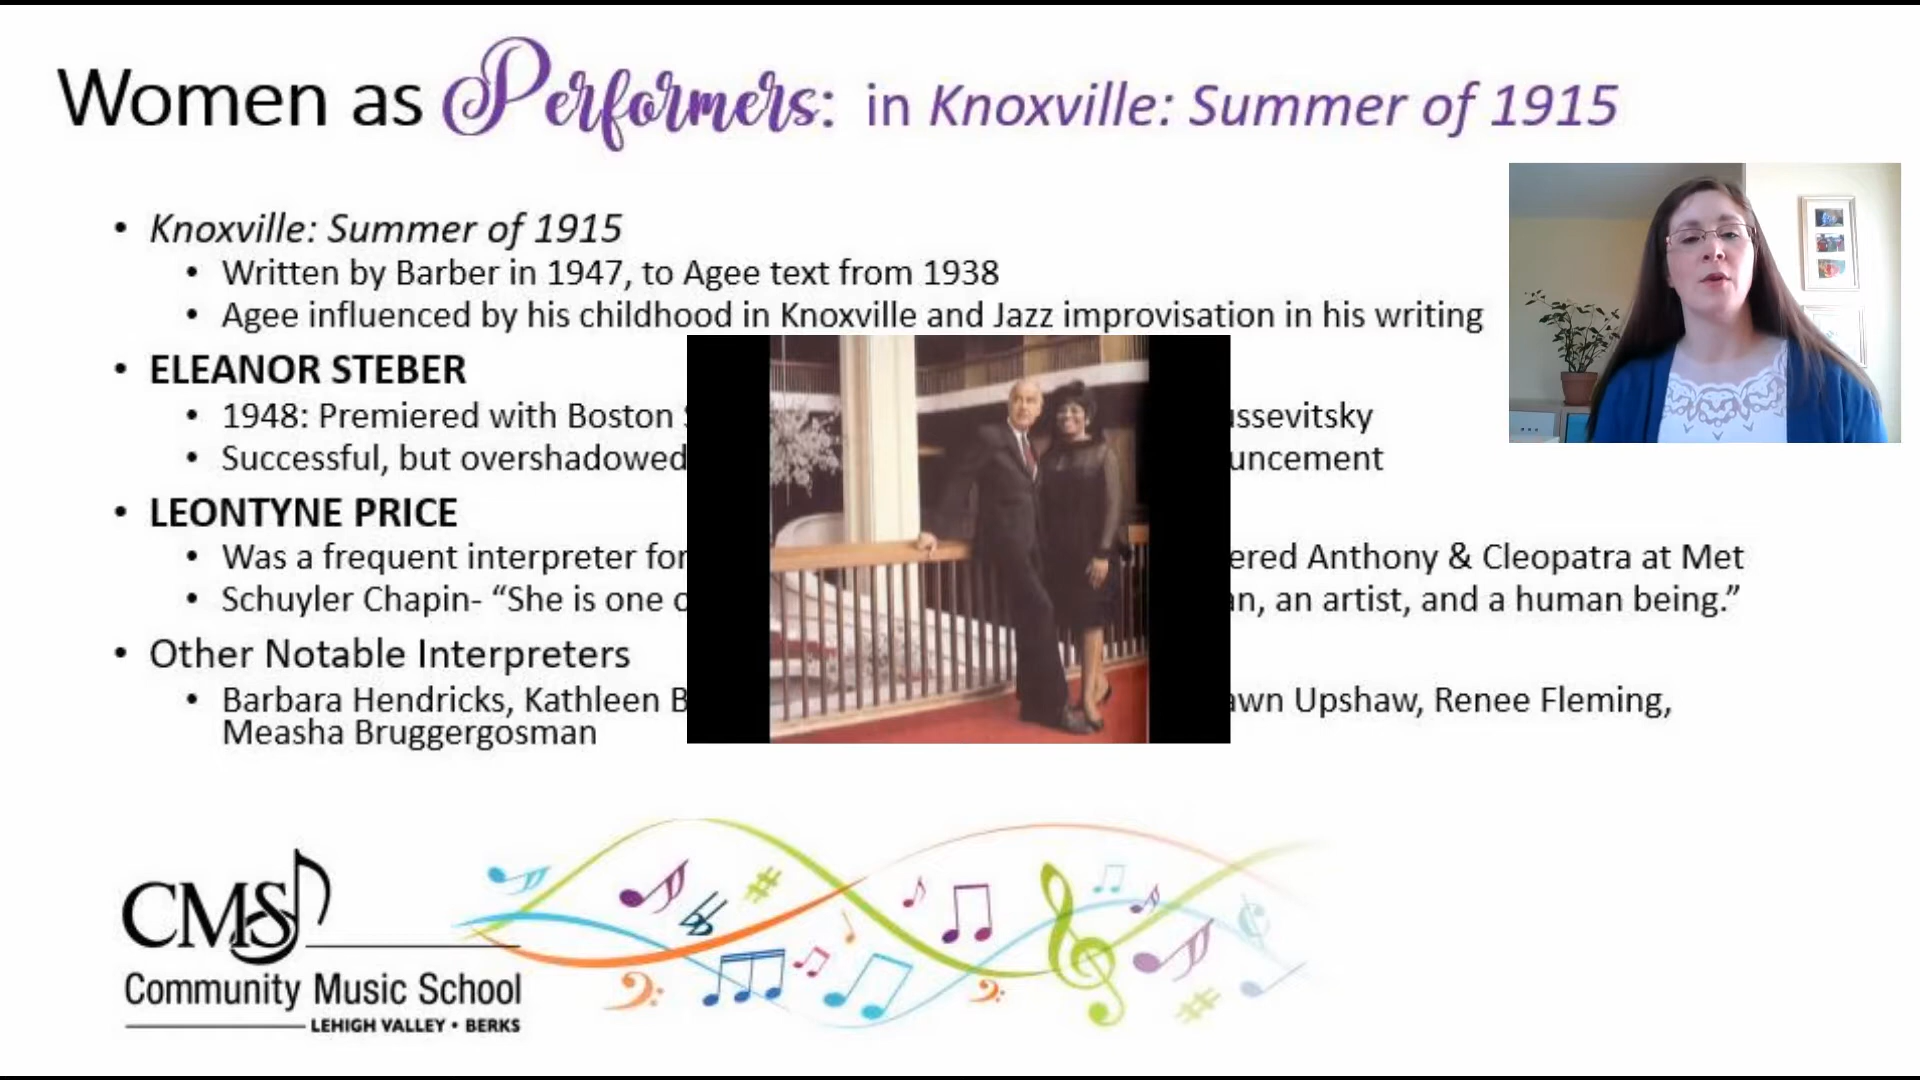 Women as Performers: in Knoxville: Summer of 1915
• Knoxville: Summer of 1915
• Written by Barber in 1947, to Agee text from 1938
• Agee influenced by his childhood in Knoxville and Jazz improvisation in his writing
• ELEANOR STEBER
• 1948: Premiered with Boston ssevitsky
• Successful, but overshadowed uncement
• LEONTYNE PRICE
• Was a frequent interpreter for ered Anthony & Cleopatra at Met
• Schuyler Chapin- “She is one an, an artist, and a human being.”
• Other Notable Interpreters
• Barbara Hendricks, Kathleen B awn Upshaw, Renee Fleming,
Measha Bruggergosman
CMS
Community Music School
LEHIGH VALLEY • BERKS